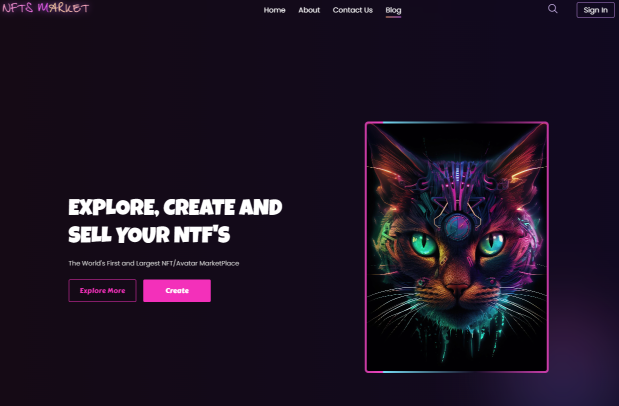 NFTS MARKET
Home About Contact Us Blog
Sign In
EXPLORE, CREATE AND
SELL YOUR NTF'S
The World's First and Largest NFT/Avatar MarketPlace
Explore More Create